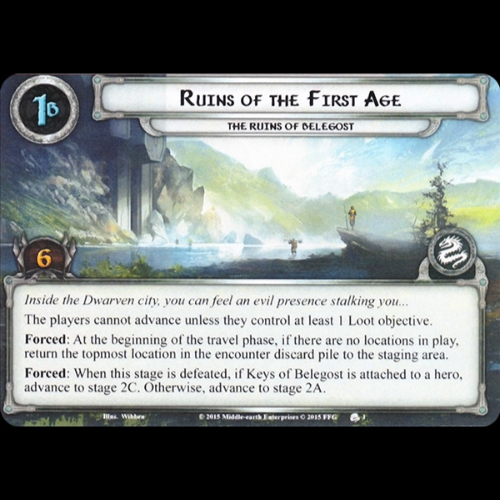 1B
RUINS OF THE FIRST AGE
THE RUINS OF BELEGOST
6
Inside the Dwarven city, you can feel an evil presence stalking you...
The players cannot advance unless they control at least 1 Loot objective.
Forced: At the beginning of the travel phase, if there are no locations in play,
return the topmost location in the encounter discard pile to the staging area.
Forced: When this stage is defeated, if Keys of Belegost is attached to a hero,
advance to stage 2C. Otherwise, advance to stage 2A.
Illus. Wibben © 2015 Middle-earth Enterprises © 2015 FFG 3